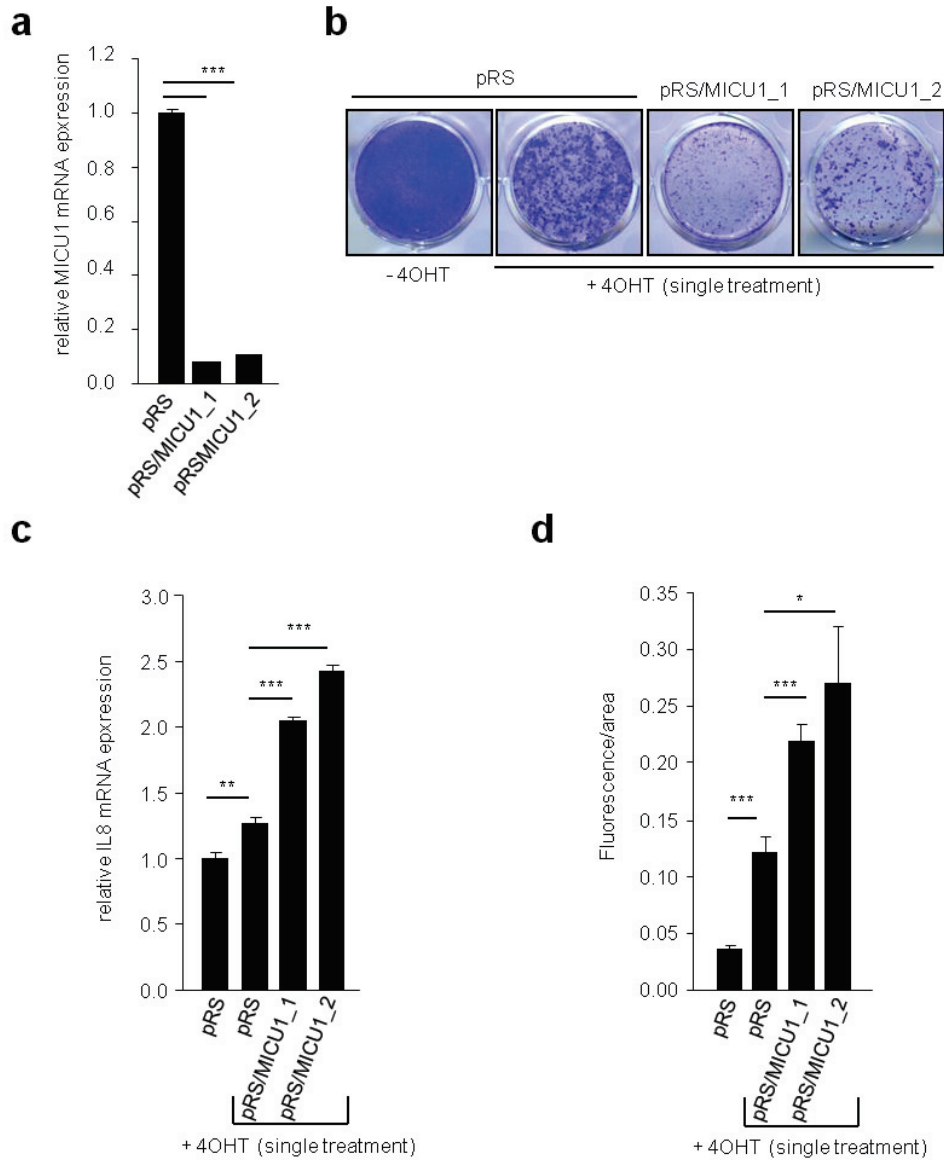 a
1.2
1.0
0.8
0.6
0.4
0.2
0.0
relative MICU1 mRNA epxression
***
pRS
pRS/MICU1_1
pRSMICU1_2
b
pRS
pRS/MICU1_1
pRS/MICU1_2
- 4OHT
+ 4OHT (single treatment)
c
3.0
2.5
2.0
1.5
1.0
0.5
0.0
relative IL8 mRNA epxression
**
***
***
pRS
pRS
pRS/MICU1_1
pRS/MICU1_2
+ 4OHT (single treatment)
d
0.35
0.30
0.25
0.20
0.15
0.10
0.05
0.00
Fluorescence/area
***
***
*
pRS
pRS
pRS/MICU1_1
pRS/MICU1_2
+ 4OHT (single treatment)